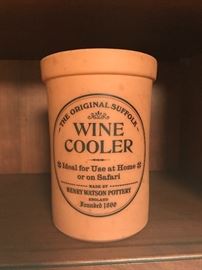 THE ORIGINAL SUFFOLK
WINE
COOLER
Ideal for Use at Home
or on Safari
MADE BY
HENRY WATSON POTTERY
ENGLAND
Founded 1800